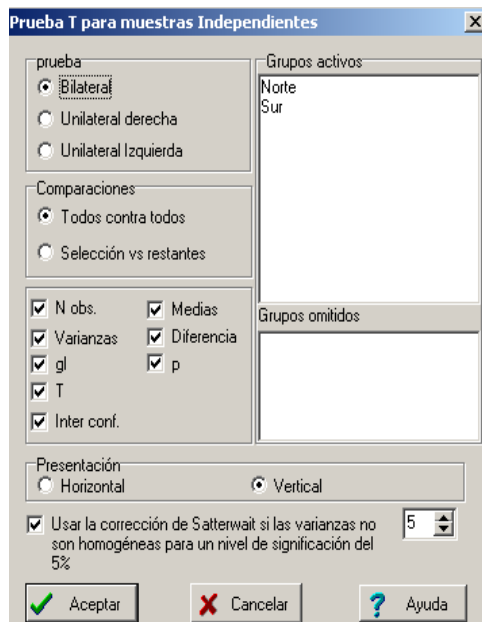 Prueba T para muestras Independientes
prueba
Bilateral
Unilateral derecha
Unilateral Izquierda
Comparaciones
Todos contra todos
Selección vs restantes
N obs.
Medias
Varianzas
Diferencia
gl
p
T
Inter conf.
Grupos activos
Norte
Sur
Grupos omitidos
Presentación
Horizontal
Vertical
Usar la corrección de Satterwait si las varianzas no
son homogéneas para un nivel de significación del
5%
5
Aceptar
Cancelar
Ayuda